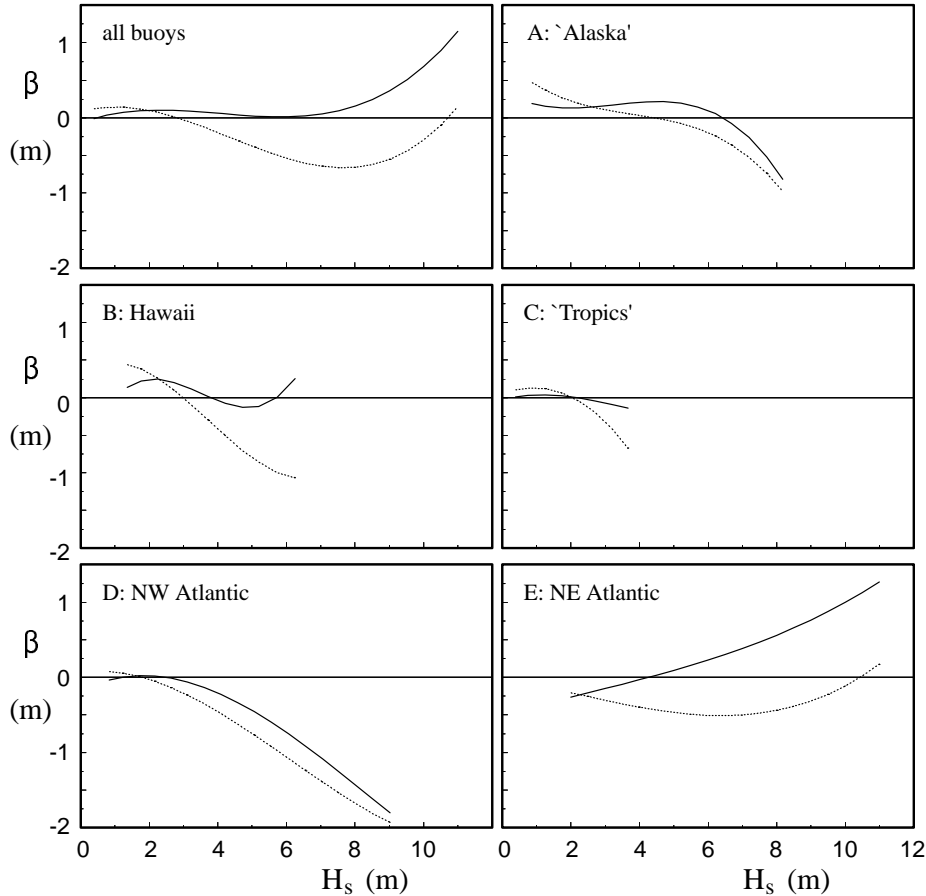 all buoys
A: `Alaska'
1
β
0
(m)
-1
-2
B: Hawaii
C: `Tropics'
1
β
0
(m)
-1
-2
D: NW Atlantic
E: NE Atlantic
1
β
0
(m)
-1
-2
0 2 4 6 8 10 0 2 4 6 8 10 12
Hs (m) Hs (m)